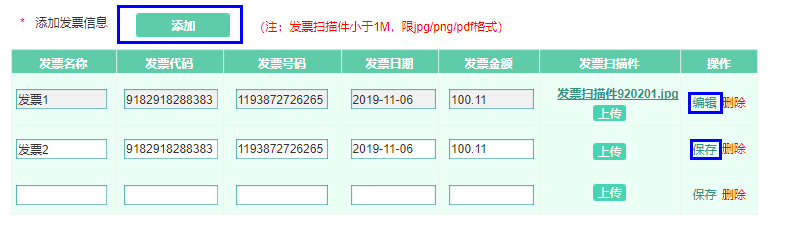 * 添加发票信息 添加 (注：发票扫描件小于1M，限jpg/png/pdf格式)
发票名称 发票代码 发票号码 发票日期 发票金额 发票扫描件 操作
发票1 9182918288383 1193872726265 2019-11-06 100.11 发票扫描件920201.jpg 编辑 删除
上传
发票2 9182918288383 1193872726265 2019-11-06 100.11 上传 保存 删除
上传 保存 删除